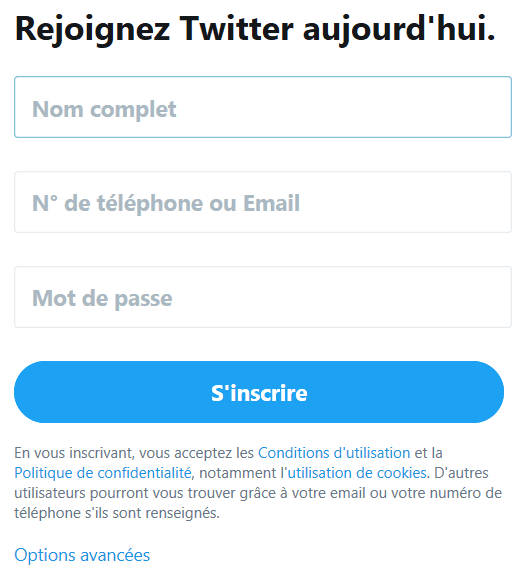 Rejoignez Twitter aujourd'hui.
Nom complet
N° de téléphone ou Email
Mot de passe
S'inscrire
En vous inscrivant, vous acceptez les Conditions d'utilisation et la
Politique de confidentialité, notamment l'utilisation de cookies. D'autres
utilisateurs pourront vous trouver grâce à votre email ou votre numéro de
téléphone s'ils sont renseignés.
Options avancées